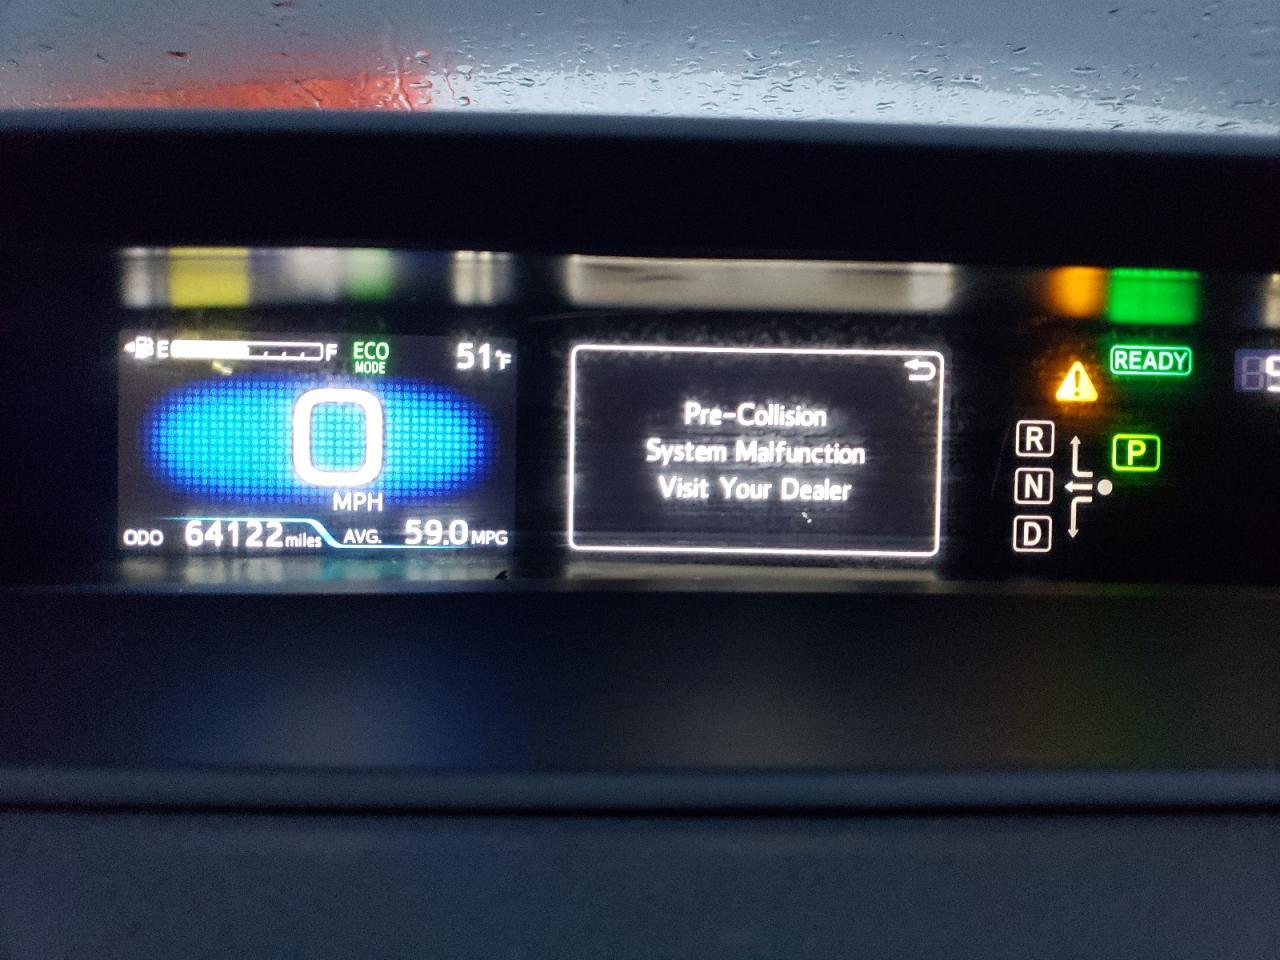 E F ECO 51°F
MODE
0
MPH
ODO 64122 miles AVG. 59.0 MPG
Pre-Collision
System Malfunction
Visit Your Dealer
READY
!
R
P
N
D